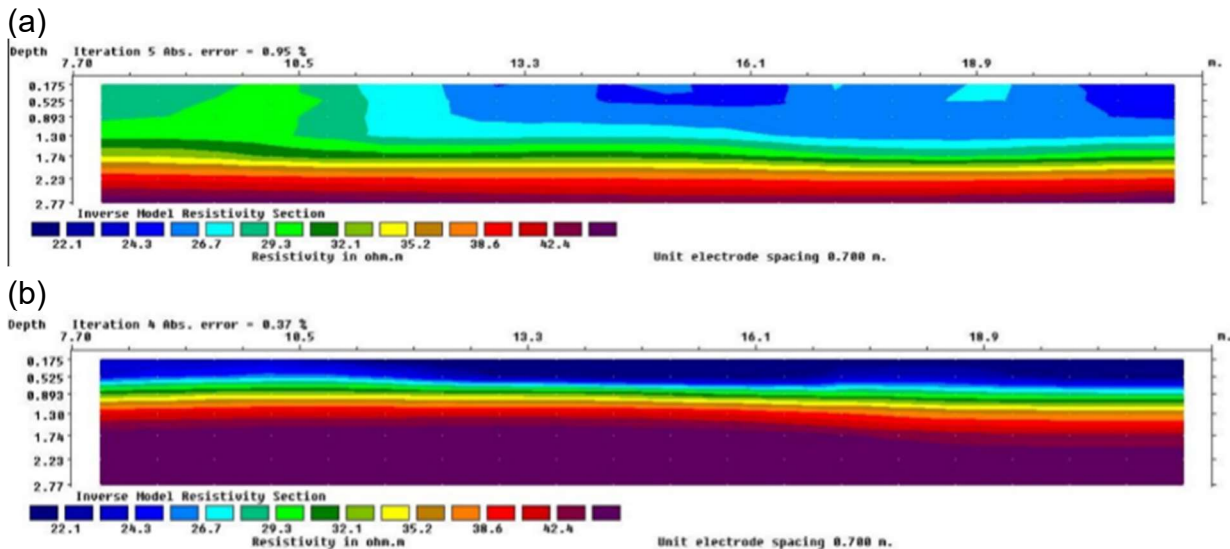 (a)
Depth Iteration 5 Abs. error = 0.95 %
7.70 10.5 13.3 16.1 18.9 m.
0.175
0.525
0.893
1.30
1.74
2.23
2.77
Inverse Model Resistivity Section
22.1 24.3 26.7 29.3 32.1 35.2 38.6 42.4
Resistivity in ohm.m Unit electrode spacing 0.700 m.
(b)
Depth Iteration 4 Abs. error = 0.37 %
7.70 10.5 13.3 16.1 18.9 m.
0.175
0.525
0.893
1.30
1.74
2.23
2.77
Inverse Model Resistivity Section
22.1 24.3 26.7 29.3 32.1 35.2 38.6 42.4
Resistivity in ohm.m Unit electrode spacing 0.700 m.